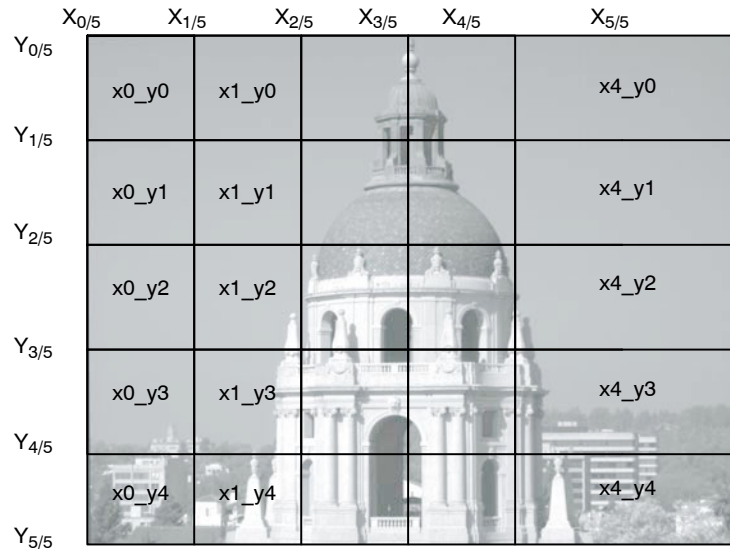 X0/5 X1/5 X2/5 X3/5 X4/5 X5/5
Y0/5
x0_y0 x1_y0 x4_y0
Y1/5
x0_y1 x1_y1 x4_y1
Y2/5
x0_y2 x1_y2 x4_y2
Y3/5
x0_y3 x1_y3 x4_y3
Y4/5
x0_y4 x1_y4 x4_y4
Y5/5